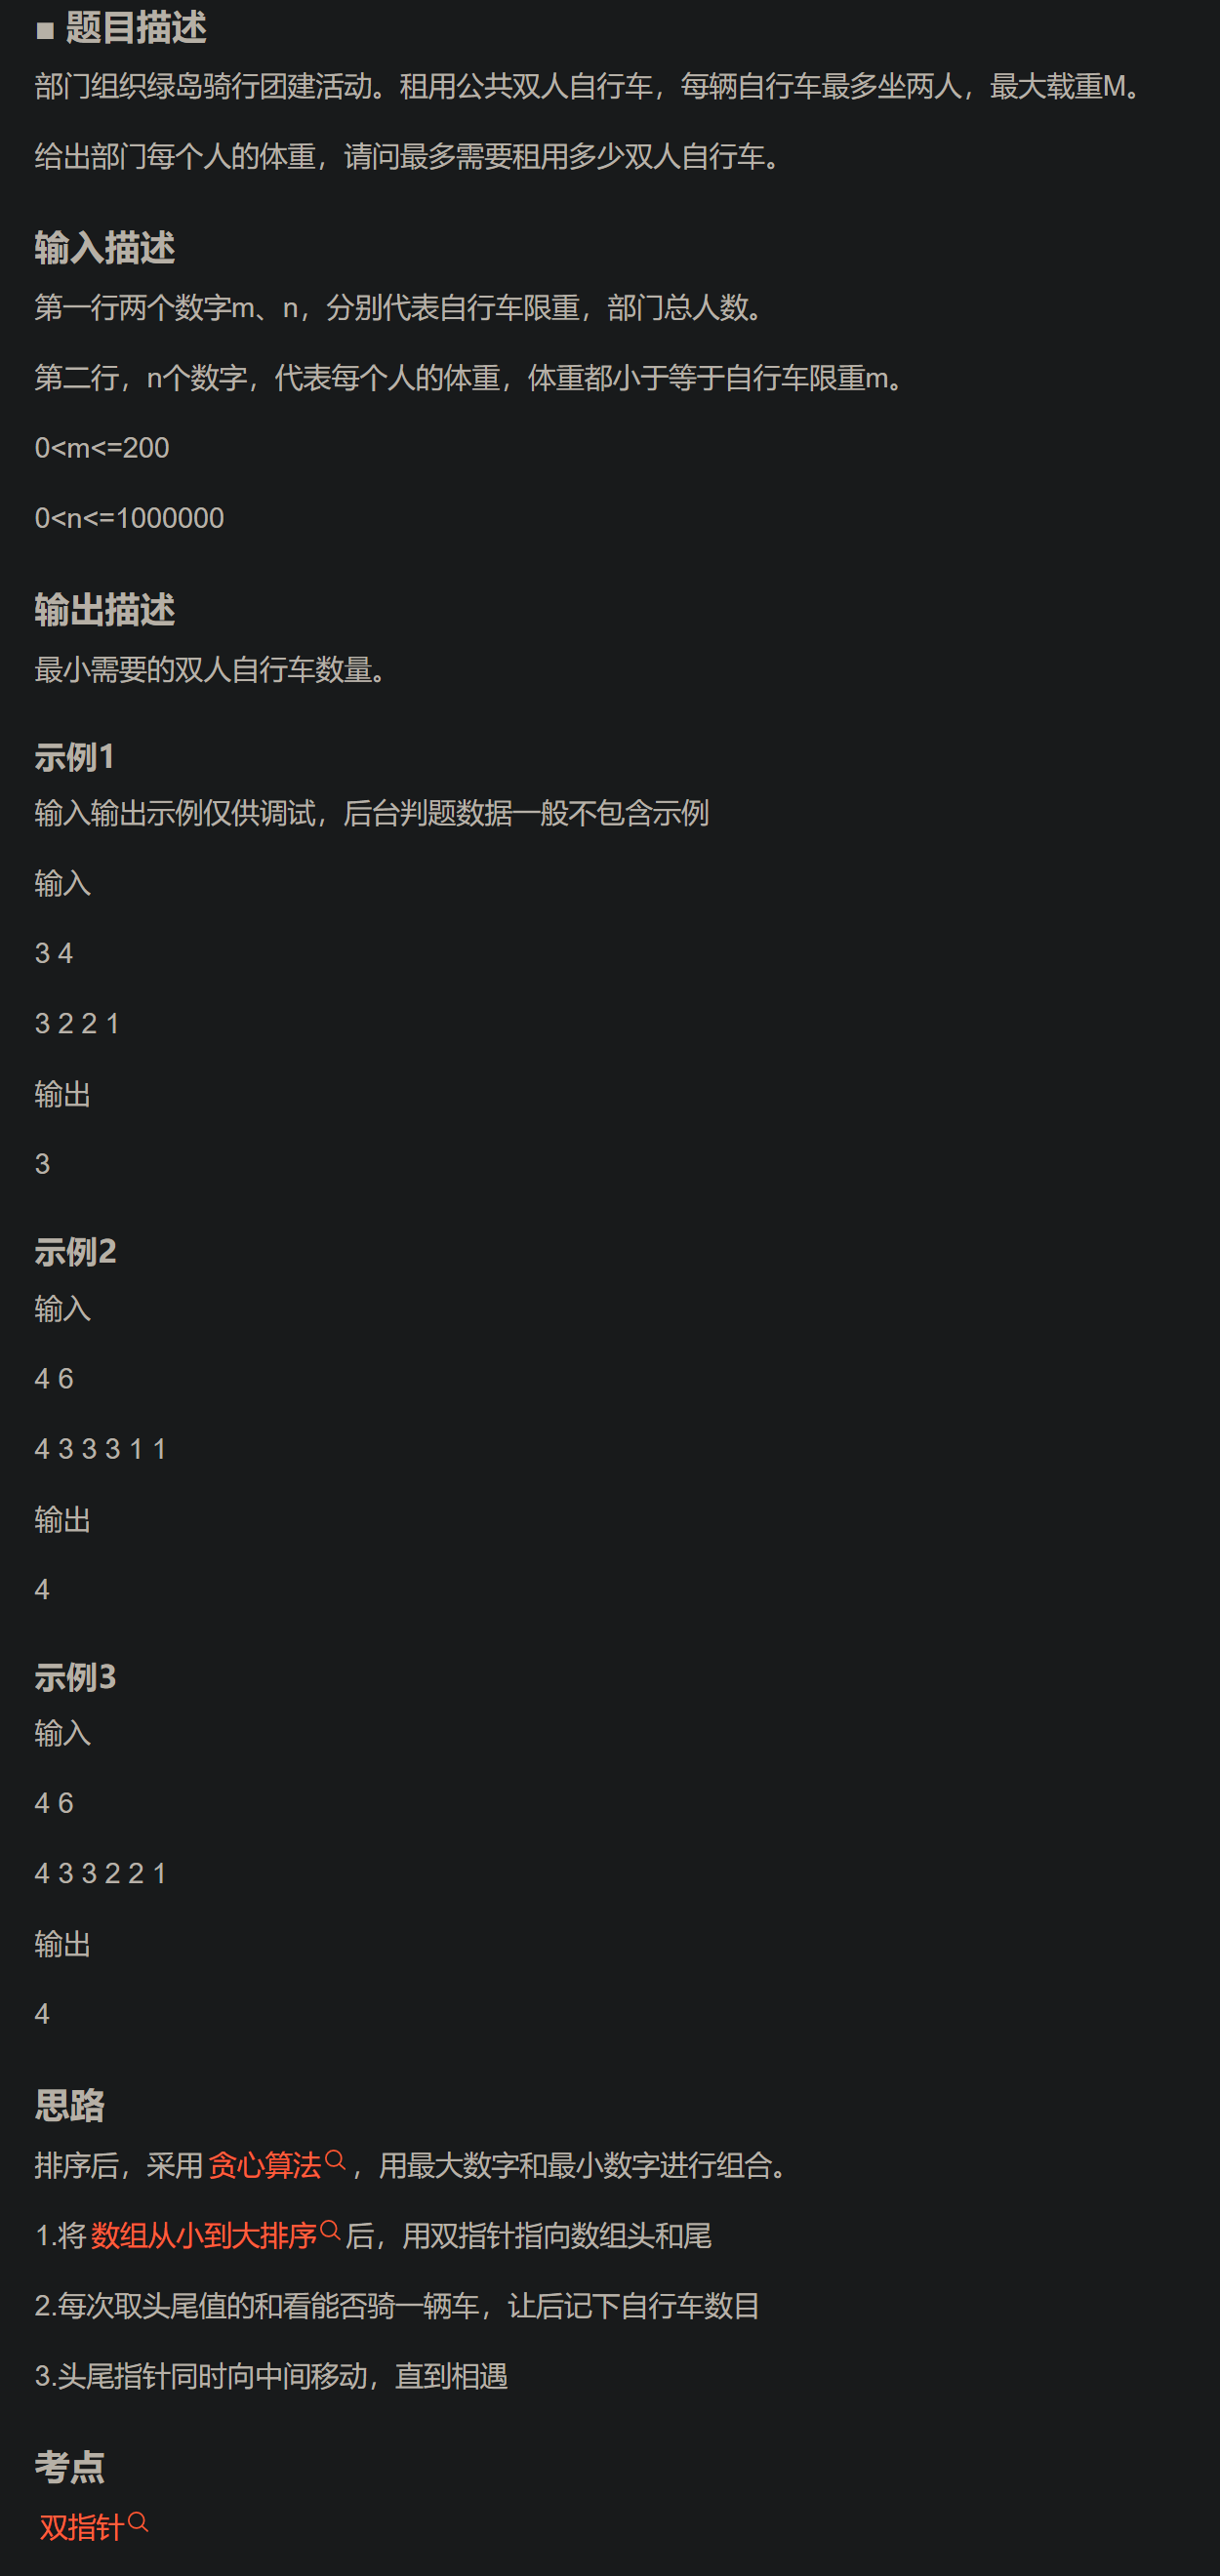 ■ 题目描述
部门组织绿岛骑行团建活动。租用公共双人自行车，每辆自行车最多坐两人，最大载重M。
给出部门每个人的体重，请问最多需要租用多少双人自行车。
输入描述
第一行两个数字m、n，分别代表自行车限重，部门总人数。
第二行，n个数字，代表每个人的体重，体重都小于等于自行车限重m。
0<m<=200
0<n<=1000000
输出描述
最小需要的双人自行车数量。
示例1
输入输出示例仅供调试，后台判题数据一般不包含示例
输入
3 4
3 2 2 1
输出
3
示例2
输入
4 6
4 3 3 3 1 1
输出
4
示例3
输入
4 6
4 3 3 2 2 1
输出
4
思路
排序后，采用 贪心算法 ，用最大数字和最小数字进行组合。
1.将 数组从小到大排序 后，用双指针指向数组头和尾
2.每次取头尾值的和看能否骑一辆车，让后记下自行车数目
3.头尾指针同时向中间移动，直到相遇
考点
双指针